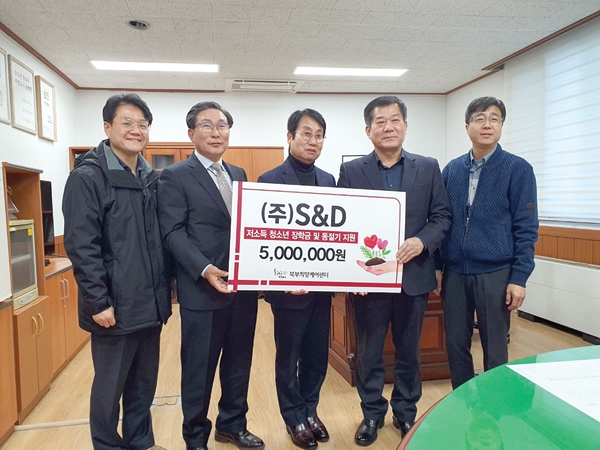 (주)S&D
저소득 청소년 장학금 및 동절기 지원
5,000,000원
북부희망케어센터